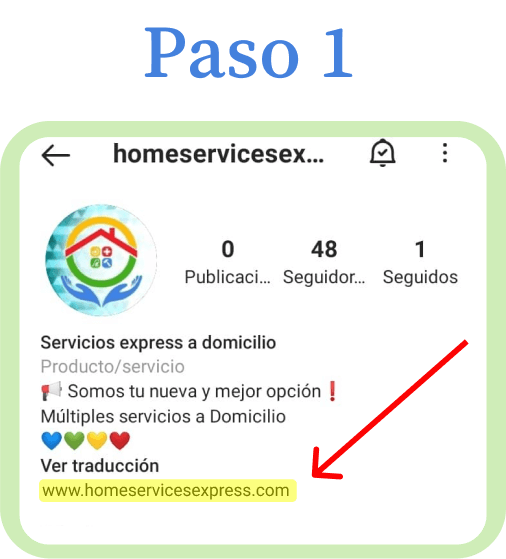 Paso 1
homeservicesex...
0 48 1
Publicaci... Seguidor... Seguidos
Servicios express a domicilio
Producto/servicio
📢 Somos tu nueva y mejor opción❗
Múltiples servicios a Domicilio
💙💚💛❤️
Ver traducción
www.homeservicesexpress.com